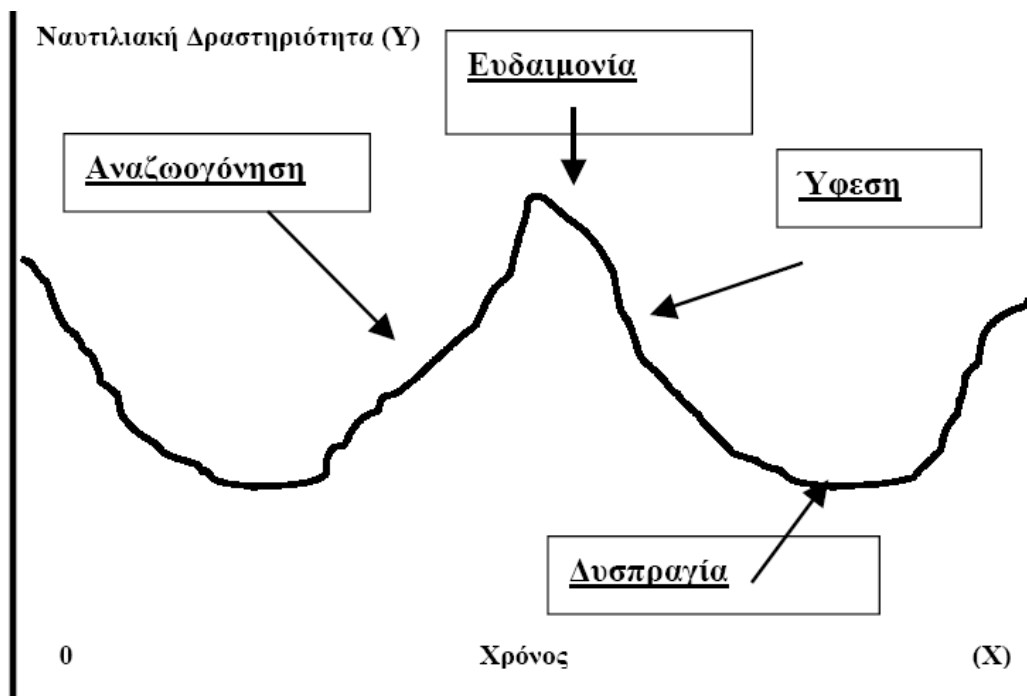 Ναυτιλιακή Δραστηριότητα (Υ)
Ευδαιμονία
Αναζωογόνηση
Ύφεση
Δυσπραγία
0 Χρόνος (Χ)